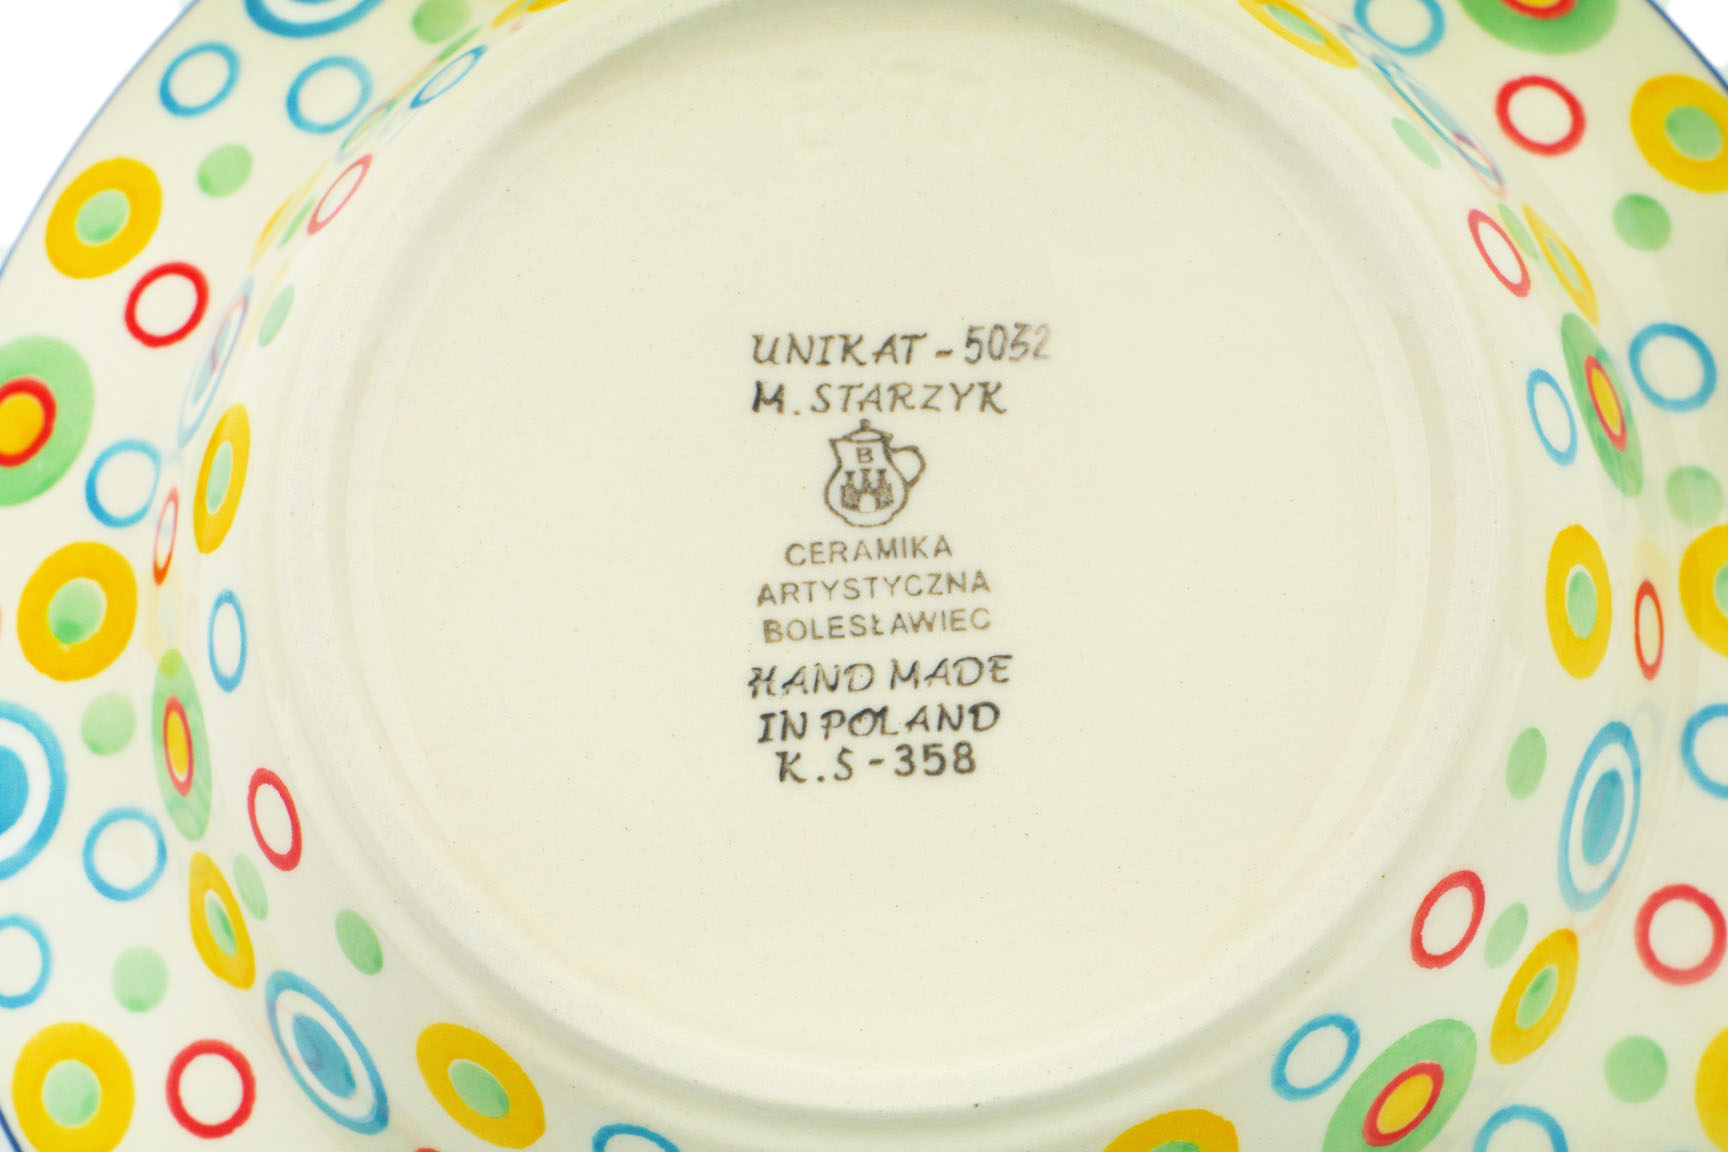 UNIKAT - 5032
M. STARZYK
B
CERAMIKA
ARTYSTYCZNA
BOLESŁAWIEC
HAND MADE
IN POLAND
K.S - 358